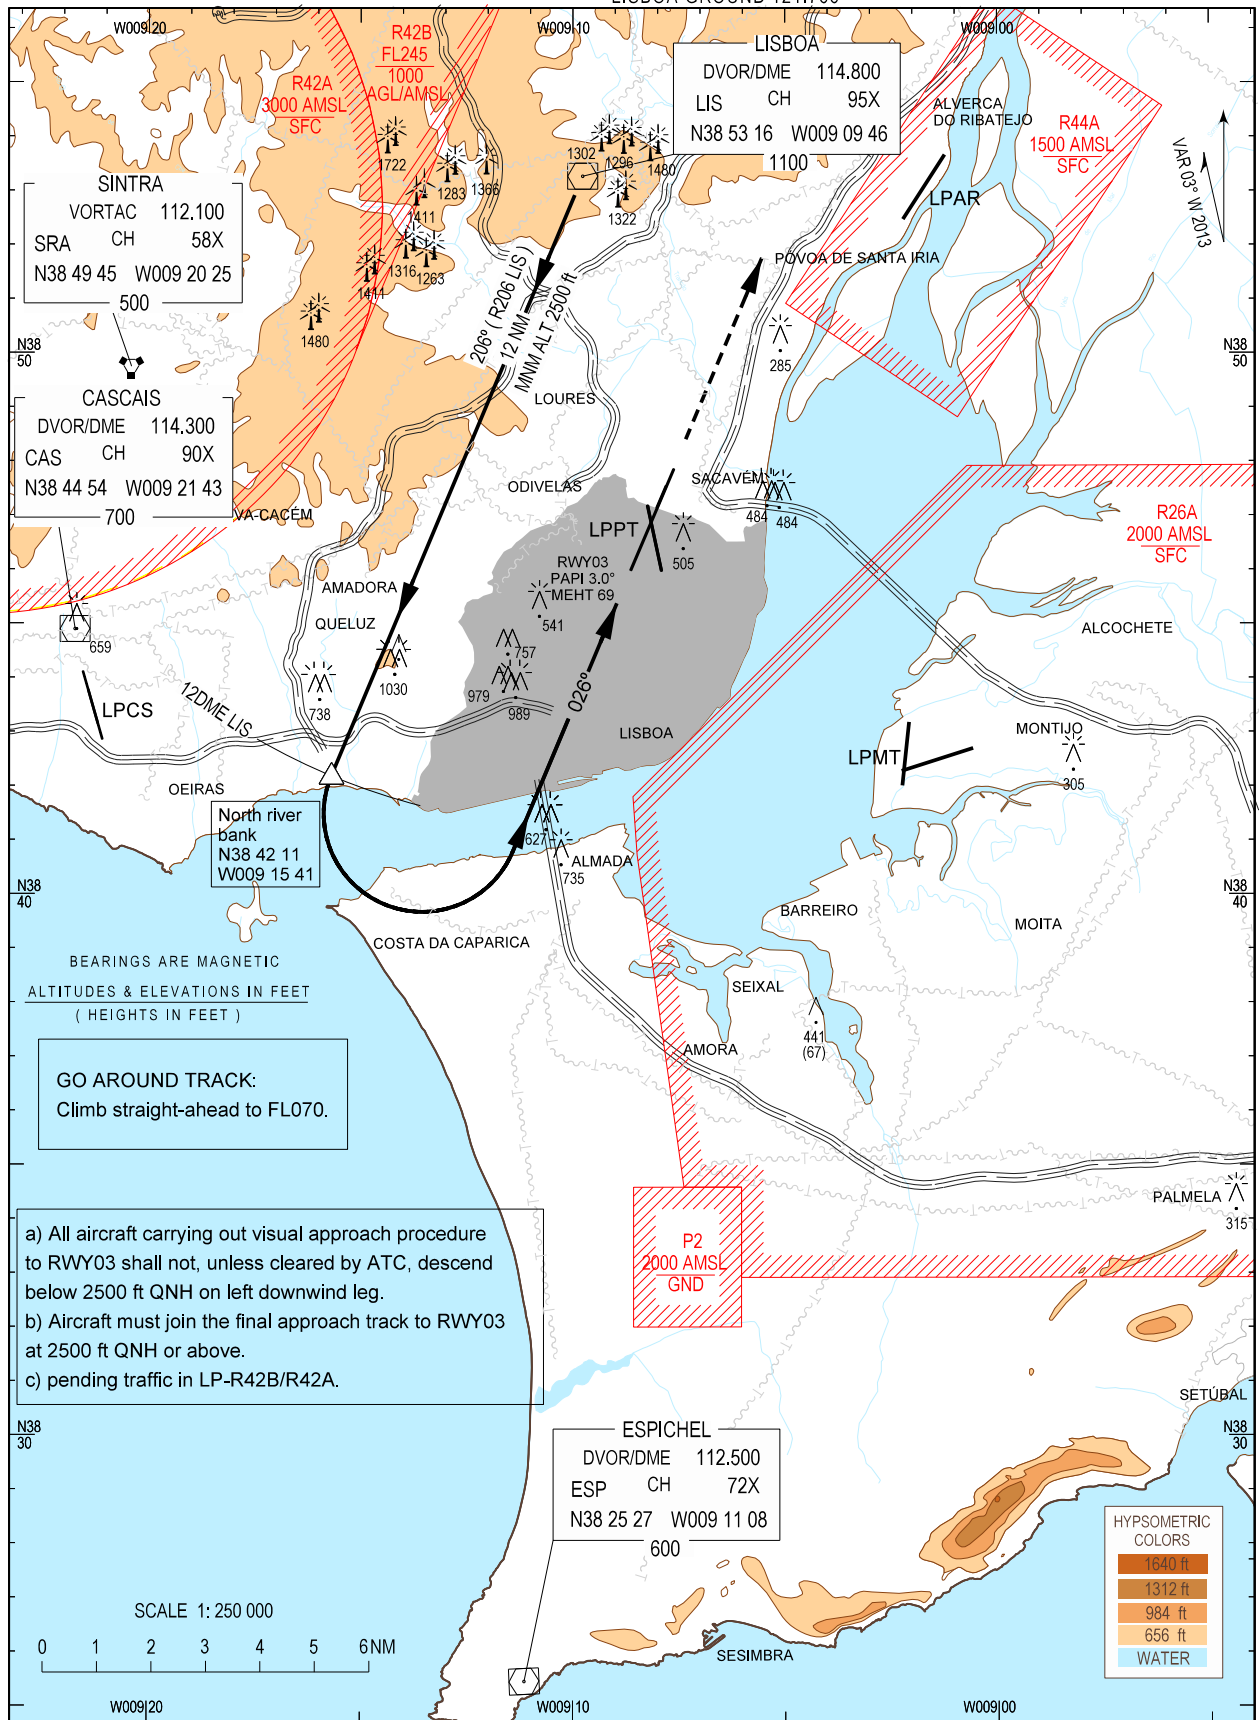 W009 20
W009 10
W009 00
R42B
FL245
1000
AGL/AMSL
R42A
3000 AMSL
SFC
LISBOA
DVOR/DME 114.800
LIS CH 95X
N38 53 16 W009 09 46
1100
ALVERCA
DO RIBATEJO
R44A
1500 AMSL
SFC
VAR 03° W 2013
LPAR
1722
1283
1366
1302
1296
1480
1411
1322
1316
1263
1411
1480
SINTRA
VORTAC 112.100
SRA CH 58X
N38 49 45 W009 20 25
500
PÓVOA DE SANTA IRIA
206º ( R206 LIS )
12 NM
MNM ALT 2500 ft
N38
50
N38
50
285
CASCAIS
DVOR/DME 114.300
CAS CH 90X
N38 44 54 W009 21 43
700
VA-CACÉM
LOURES
ODIVELAS
SACAVÉM
484
484
LPPT
505
R26A
2000 AMSL
SFC
RWY03
PAPI 3.0°
MEHT 69
541
AMADORA
QUELUZ
659
757
1030
979
989
738
026º
ALCOCHETE
LPCS
12DME LIS
LISBOA
LPMT
MONTIJO
305
OEIRAS
North river
bank
N38 42 11
W009 15 41
627
735
ALMADA
N38
40
N38
40
BARREIRO
MOITA
COSTA DA CAPARICA
BEARINGS ARE MAGNETIC
ALTITUDES & ELEVATIONS IN FEET
( HEIGHTS IN FEET )
SEIXAL
441
(67)
AMORA
GO AROUND TRACK:
Climb straight-ahead to FL070.
PALMELA
315
a) All aircraft carrying out visual approach procedure
to RWY03 shall not, unless cleared by ATC, descend
below 2500 ft QNH on left downwind leg.
b) Aircraft must join the final approach track to RWY03
at 2500 ft QNH or above.
c) pending traffic in LP-R42B/R42A.
P2
2000 AMSL
GND
SETÚBAL
N38
30
N38
30
ESPICHEL
DVOR/DME 112.500
ESP CH 72X
N38 25 27 W009 11 08
600
HYPSOMETRIC
COLORS
1640 ft
1312 ft
984 ft
656 ft
WATER
SCALE 1: 250 000
0 1 2 3 4 5 6NM
SESIMBRA
W009 20
W009 10
W009 00